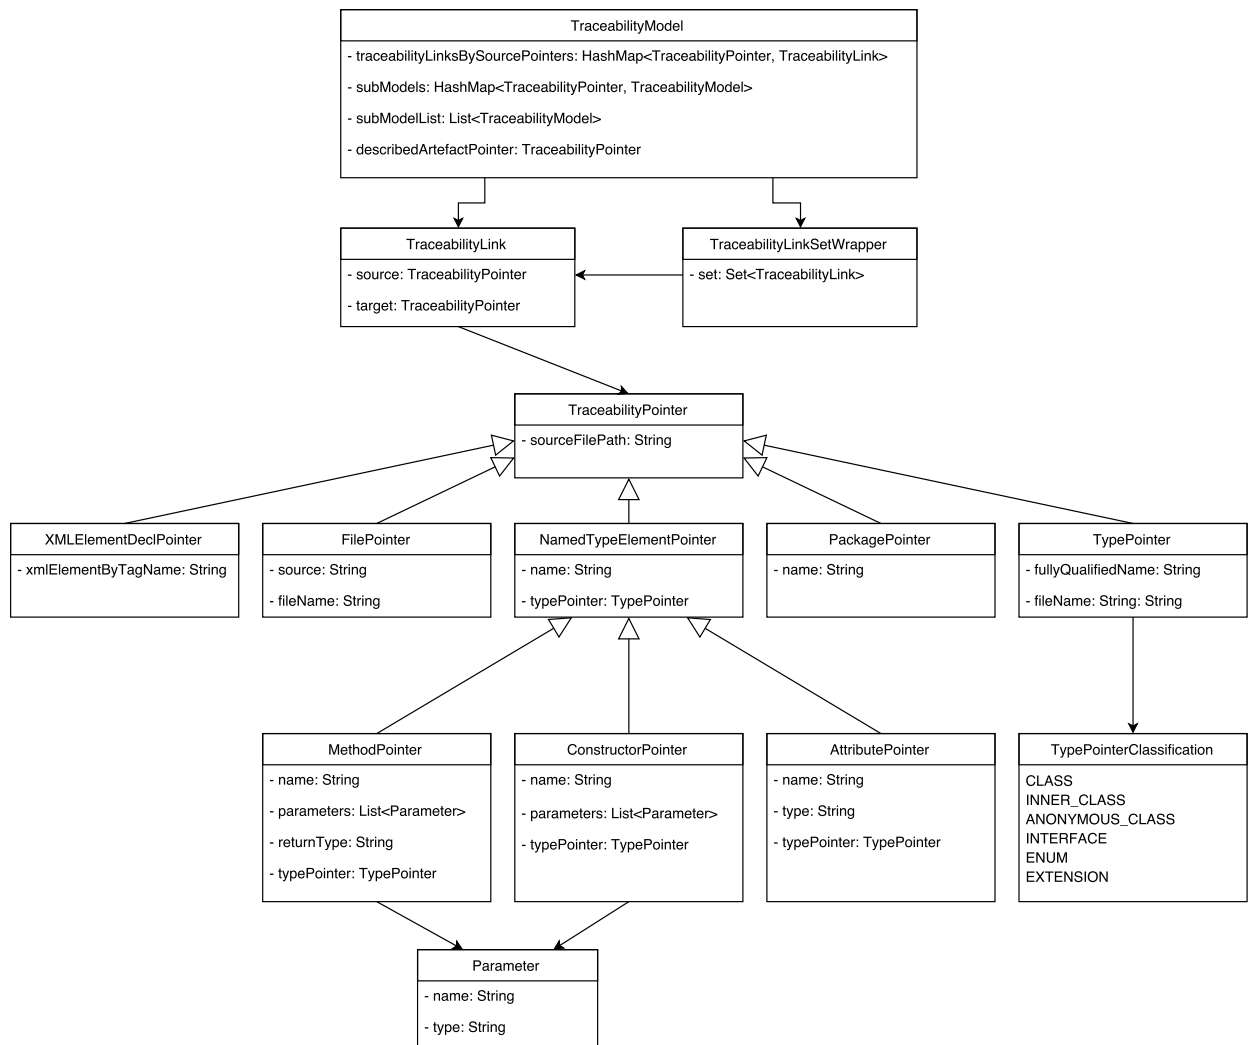 TraceabilityModel
- traceabilityLinksBySourcePointers: HashMap<TraceabilityPointer, TraceabilityLink>
- subModels: HashMap<TraceabilityPointer, TraceabilityModel>
- subModelList: List<TraceabilityModel>
- describedArtefactPointer: TraceabilityPointer
TraceabilityLink
- source: TraceabilityPointer
- target: TraceabilityPointer
TraceabilityLinkSetWrapper
- set: Set<TraceabilityLink>
TraceabilityPointer
- sourceFilePath: String
XMLElementDeclPointer
- xmlElementByTagName: String
FilePointer
- source: String
- fileName: String
NamedTypeElementPointer
- name: String
- typePointer: TypePointer
PackagePointer
- name: String
TypePointer
- fullyQualifiedName: String
- fileName: String: String
MethodPointer
- name: String
- parameters: List<Parameter>
- returnType: String
- typePointer: TypePointer
ConstructorPointer
- name: String
- parameters: List<Parameter>
- typePointer: TypePointer
AttributePointer
- name: String
- type: String
- typePointer: TypePointer
TypePointerClassification
CLASS
INNER_CLASS
ANONYMOUS_CLASS
INTERFACE
ENUM
EXTENSION
Parameter
- name: String
- type: String